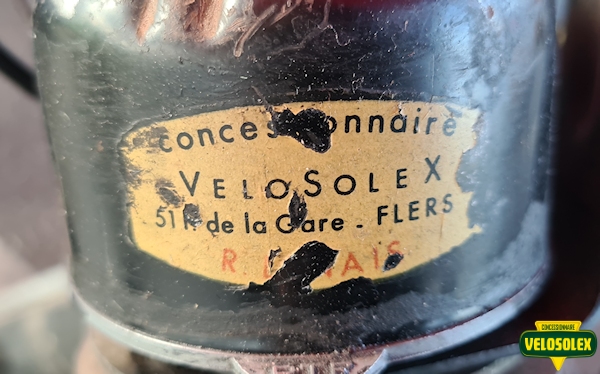 concessionnaire
VELOSOLEX
51 R. de la Gare - FLERS
CONCESSIONNAIRE
VELOSOLEX